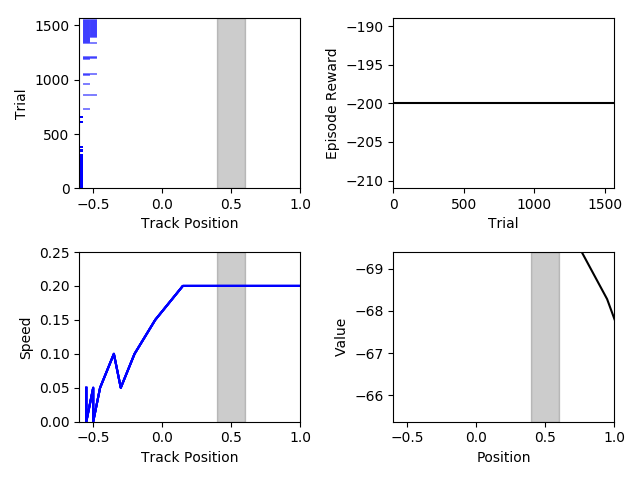 1500
1000
500
0
Trial
−0.5 0.0 0.5 1.0
Track Position
−190
−195
−200
−205
−210
Episode Reward
0 500 1000 1500
Trial
0.25
0.20
0.15
0.10
0.05
0.00
Speed
−0.5 0.0 0.5 1.0
Track Position
−69
−68
−67
−66
Value
−0.5 0.0 0.5 1.0
Position